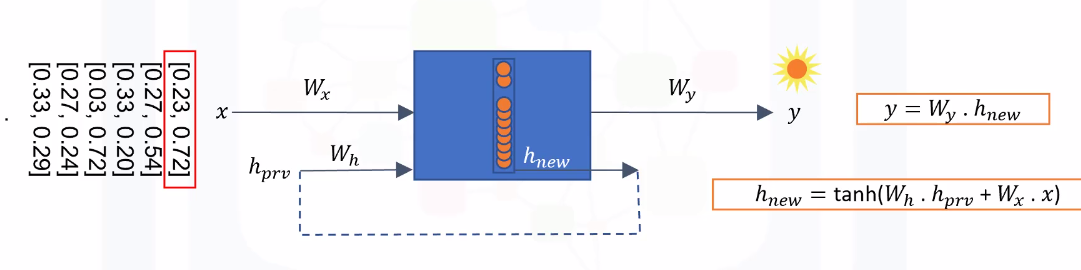 [0.23, 0.72]
[0.27, 0.54]
[0.33, 0.20]
[0.03, 0.72]
[0.27, 0.24]
[0.33, 0.29]
.
x
W_x
h_prv
W_h
h_new
W_y
y
y = W_y . h_new
h_new = tanh(W_h . h_prv + W_x . x)